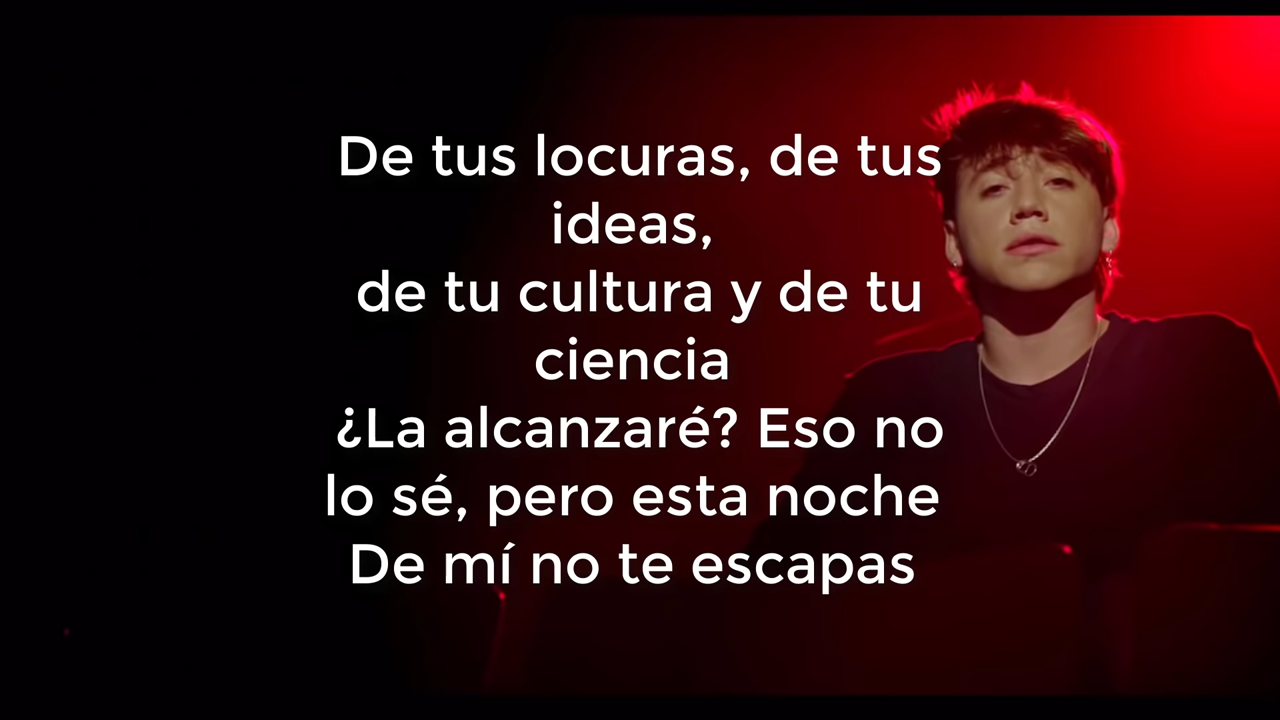 De tus locuras, de tus
ideas,
de tu cultura y de tu
ciencia
¿La alcanzaré? Eso no
lo sé, pero esta noche
De mí no te escapas